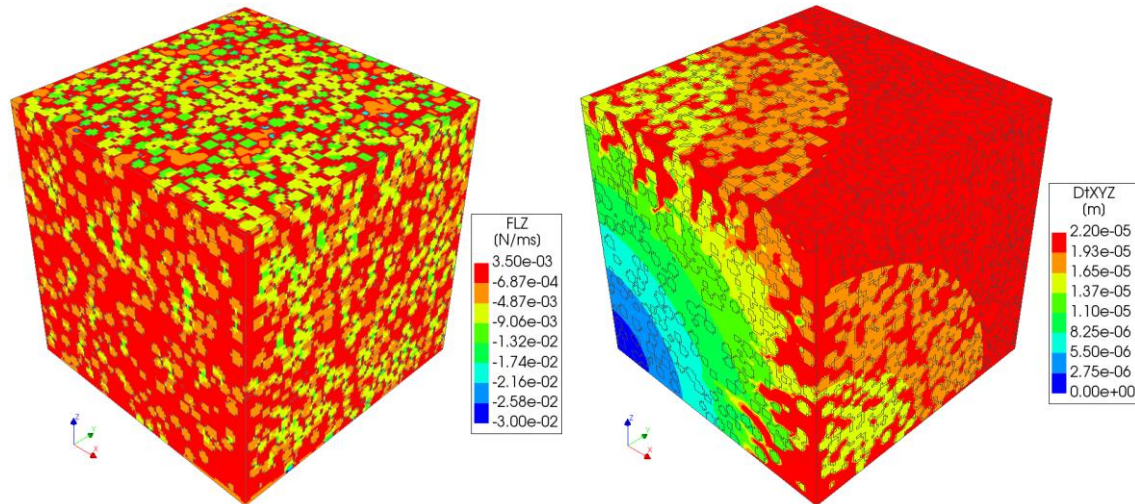 FLZ
(N/ms)
3.50e-03
-6.87e-04
-4.87e-03
-9.06e-03
-1.32e-02
-1.74e-02
-2.16e-02
-2.58e-02
-3.00e-02
Z
Y
X
DtXYZ
(m)
2.20e-05
1.93e-05
1.65e-05
1.37e-05
1.10e-05
8.25e-06
5.50e-06
2.75e-06
0.00e+00
Z
Y
X